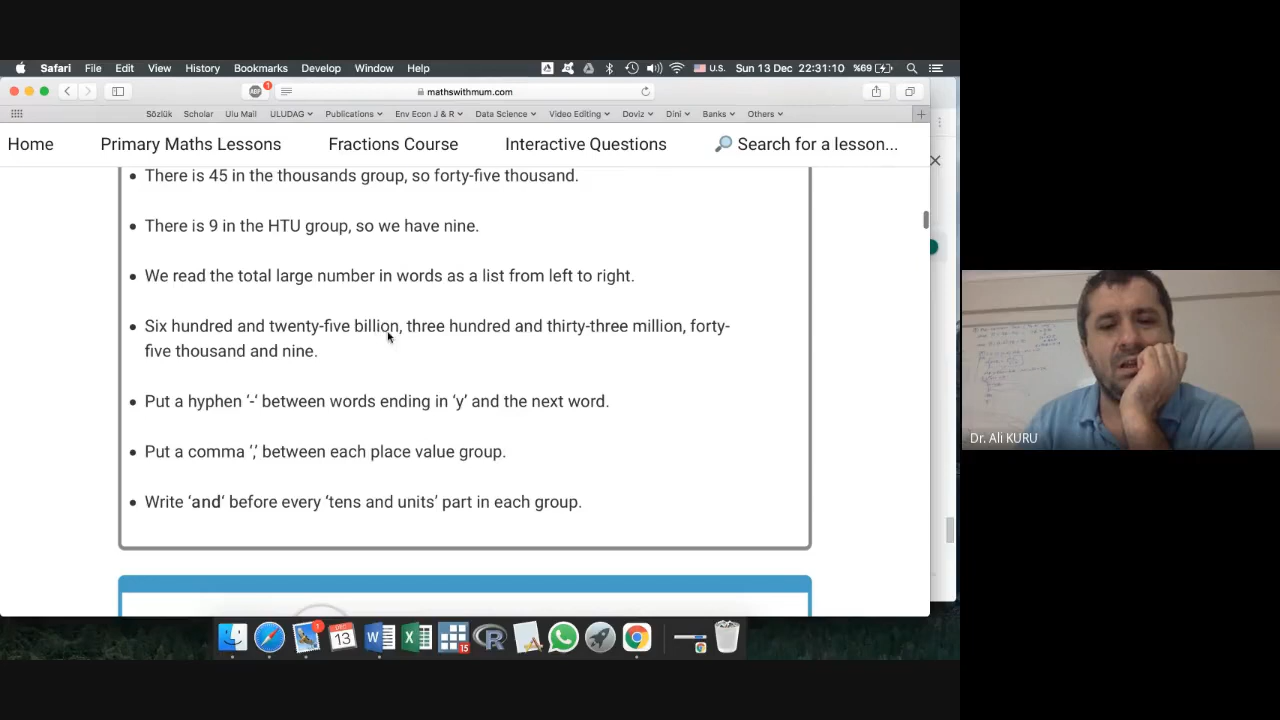 Safari File Edit View History Bookmarks Develop Window Help U.S. Sun 13 Dec 22:31:10 %69
mathswithmum.com
Sözlük Scholar Ulu Mail ULUDAG Publications Env Econ J & R Data Science Video Editing Doviz Dini Banks Others
Home Primary Maths Lessons Fractions Course Interactive Questions Search for a lesson...
There is 45 in the thousands group, so forty-five thousand.
There is 9 in the HTU group, so we have nine.
We read the total large number in words as a list from left to right.
Six hundred and twenty-five billion, three hundred and thirty-three million, forty-
five thousand and nine.
Put a hyphen ‘-‘ between words ending in ‘y’ and the next word.
Put a comma ‘,’ between each place value group.
Write ‘and‘ before every ‘tens and units’ part in each group.
Dr. Ali KURU